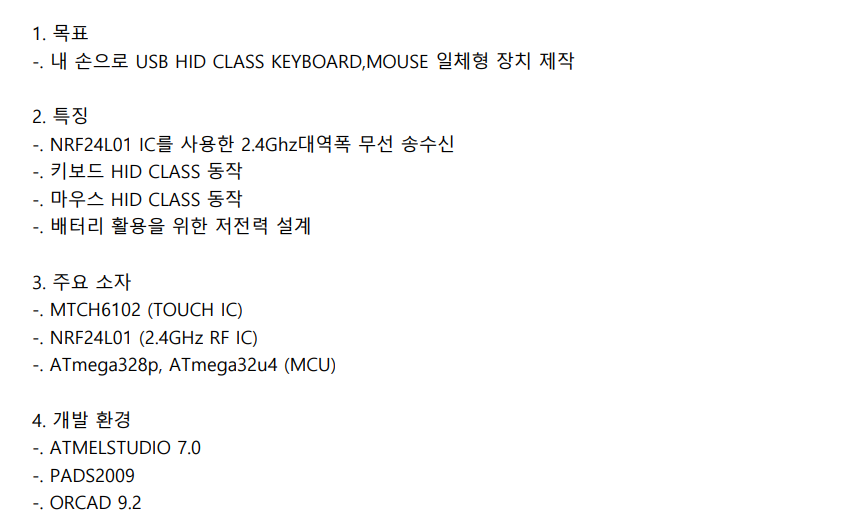 1. 목표
-. 내 손으로 USB HID CLASS KEYBOARD,MOUSE 일체형 장치 제작
2. 특징
-. NRF24L01 IC를 사용한 2.4Ghz대역폭 무선 송수신
-. 키보드 HID CLASS 동작
-. 마우스 HID CLASS 동작
-. 배터리 활용을 위한 저전력 설계
3. 주요 소자
-. MTCH6102 (TOUCH IC)
-. NRF24L01 (2.4GHz RF IC)
-. ATmega328p, ATmega32u4 (MCU)
4. 개발 환경
-. ATMELSTUDIO 7.0
-. PADS2009
-. ORCAD 9.2